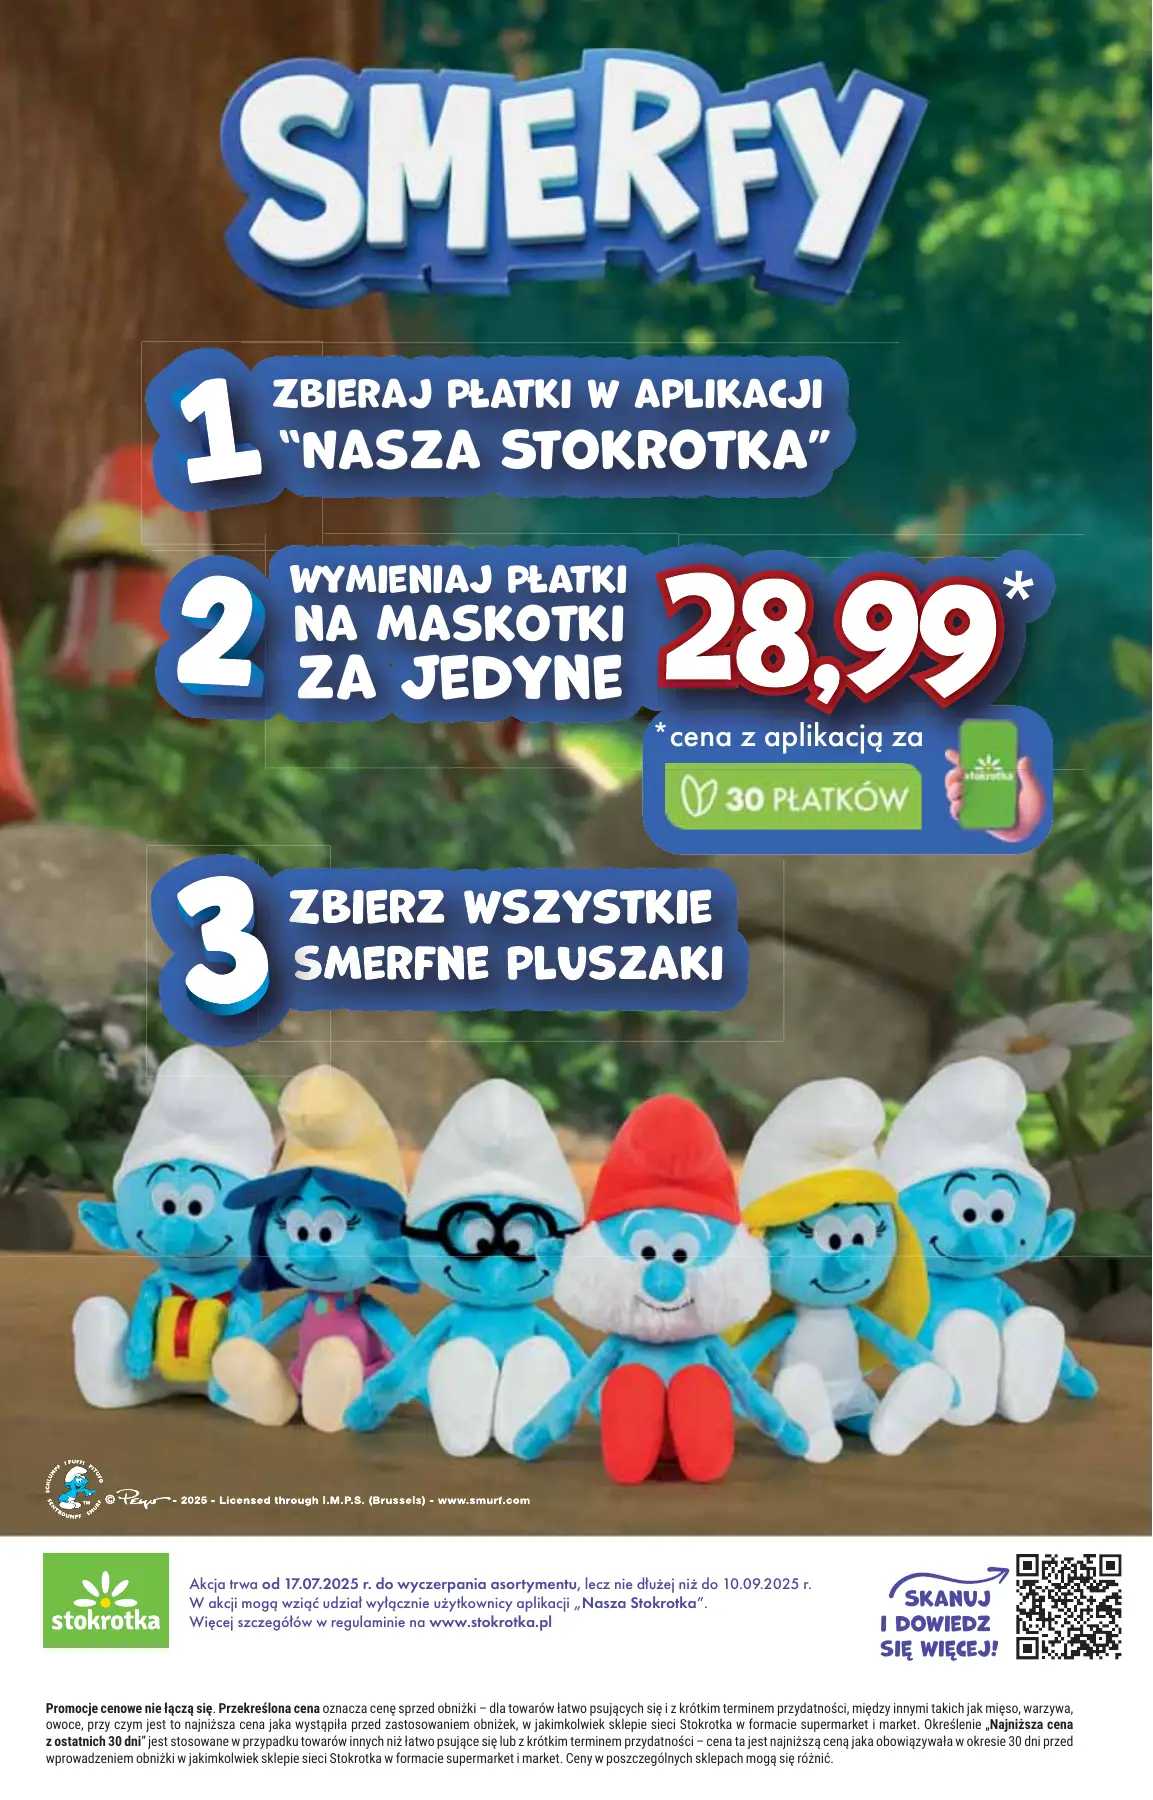 SMERFY
1 ZBIERAJ PŁATKI W APLIKACJI
“NASZA STOKROTKA”
2 WYMIENIAJ PŁATKI
NA MASKOTKI
ZA JEDYNE
28,99*
*cena z aplikacją za
30 PŁATKÓW
stokrotka
3 ZBIERZ WSZYSTKIE
SMERFNE PLUSZAKI
SCHLUMPF I PUFFI PITUFO
SMURF
© Peyo - 2025 - Licensed through I.M.P.S. (Brussels) - www.smurf.com
stokrotka
Akcja trwa od 17.07.2025 r. do wyczerpania asortymentu, lecz nie dłużej niż do 10.09.2025 r.
W akcji mogą wziąć udział wyłącznie użytkownicy aplikacji „Nasza Stokrotka”.
Więcej szczegółów w regulaminie na www.stokrotka.pl
SKANUJ
I DOWIEDZ
SIĘ WIĘCEJ!
Promocje cenowe nie łączą się. Przekreślona cena oznacza cenę sprzed obniżki – dla towarów łatwo psujących się i z krótkim terminem przydatności, między innymi takich jak mięso, warzywa,
owoce, przy czym jest to najniższa cena jaka wystąpiła przed zastosowaniem obniżek, w jakimkolwiek sklepie sieci Stokrotka w formacie supermarket i market. Określenie „Najniższa cena
z ostatnich 30 dni” jest stosowane w przypadku towarów innych niż łatwo psujące się lub z krótkim terminem przydatności – cena ta jest najniższą ceną jaka obowiązywała w okresie 30 dni przed
wprowadzeniem obniżki w jakimkolwiek sklepie sieci Stokrotka w formacie supermarket i market. Ceny w poszczególnych sklepach mogą się różnić.